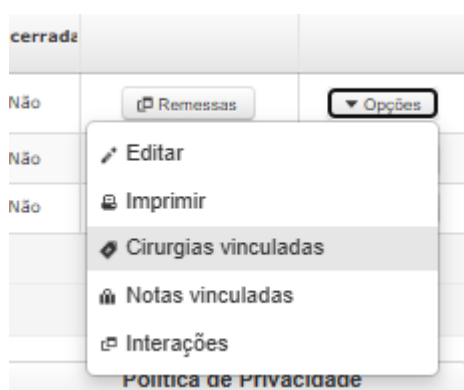 cerrada
Não
Remessas
Opções
Não
Editar
Imprimir
Não
Cirurgias vinculadas
Notas vinculadas
Interações
Política de Privacidade